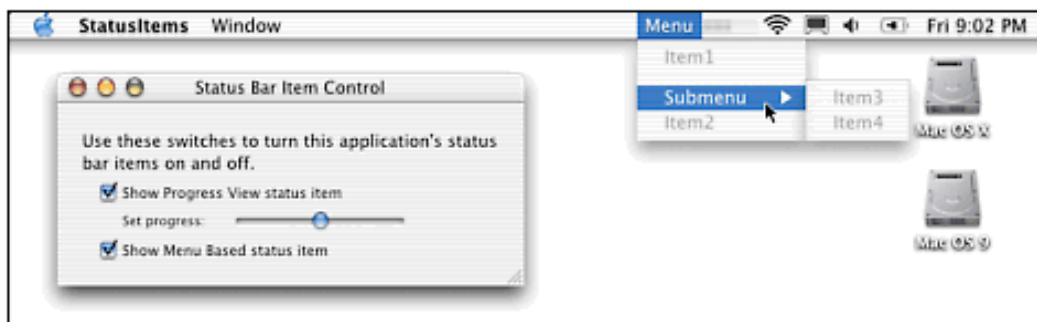 StatusItems Window Menu Fri 9:02 PM
Item1
Submenu Item3
Item2 Item4
Mac OS X
Status Bar Item Control
Use these switches to turn this application's status
bar items on and off.
Show Progress View status item
Set progress:
Show Menu Based status item
Mac OS 9